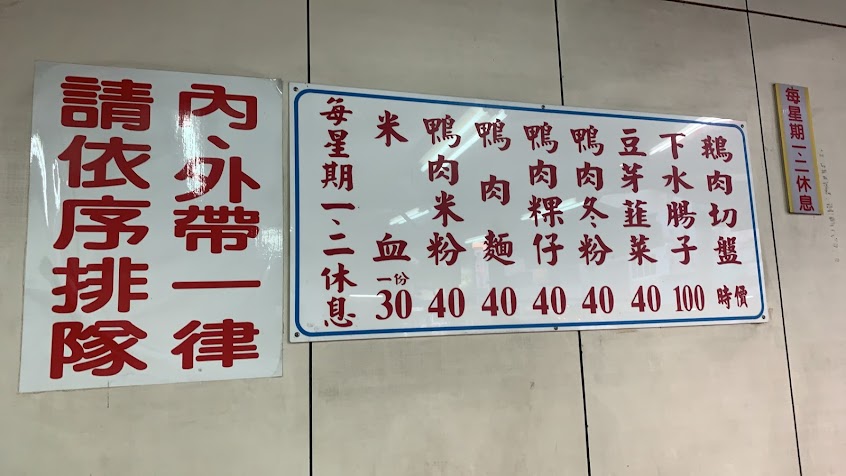 內、外帶一律
請依序排隊
鵝肉切盤 時價
下水腸子 100
豆芽韮菜 40
鴨肉冬粉 40
鴨肉粿仔 40
鴨肉麵 40
鴨肉米粉 40
米血 一份 30
每星期一、二休息
每星期一、二休息